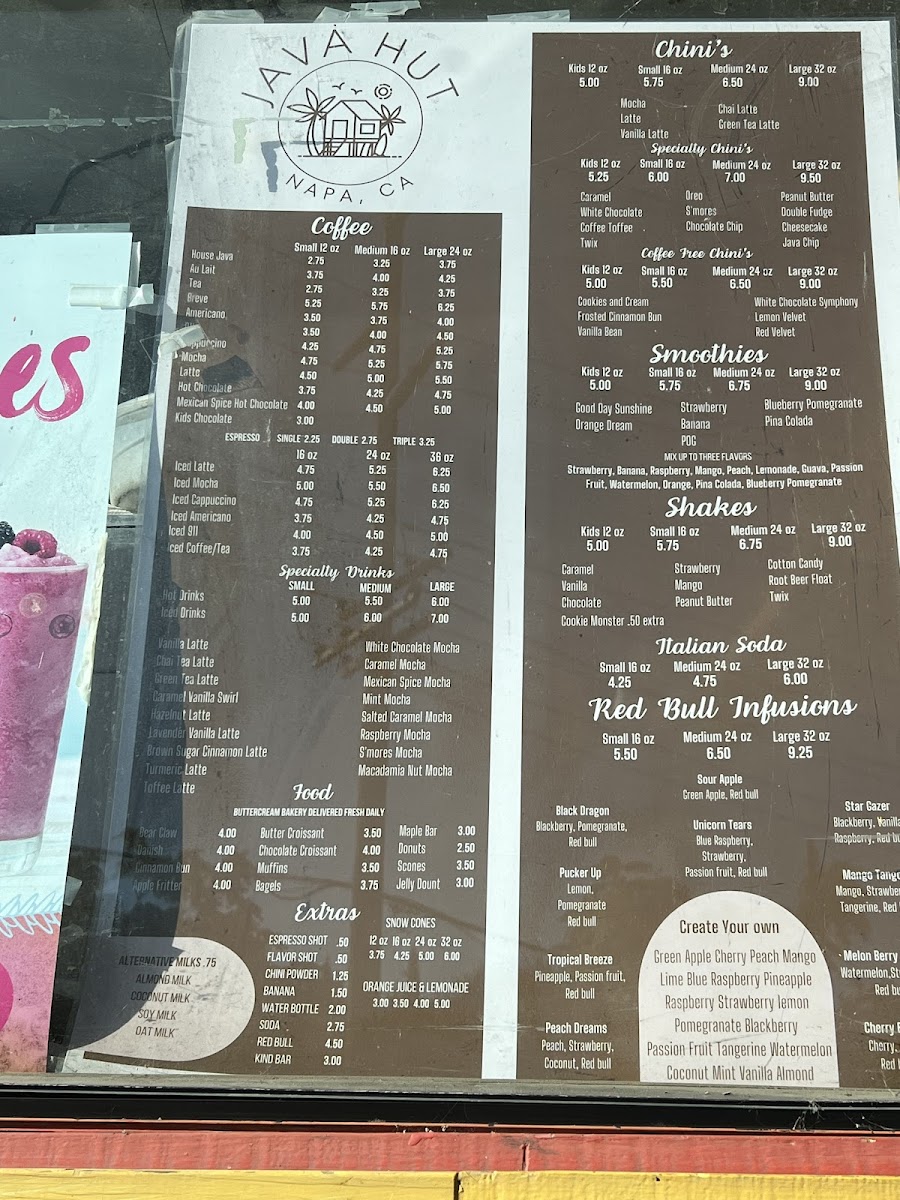 es
JAVA HUT
NAPA, CA
Coffee
Small 12 oz Medium 16 oz Large 24 oz
House Java 2.75 3.25 3.75
Au Lait 3.75 4.00 4.25
Tea 2.75 3.25 3.75
Breve 5.25 5.75 6.25
Americano 3.50 3.75 4.00
3.50 4.00 4.50
ppuccino 4.25 4.75 5.25
Mocha 4.75 5.25 5.75
Latte 4.50 5.00 5.50
Hot Chocolate 3.75 4.25 4.75
Mexican Spice Hot Chocolate 4.00 4.50 5.00
Kids Chocolate 3.00
ESPRESSO SINGLE 2.25 DOUBLE 2.75 TRIPLE 3.25
16 oz 24 oz 36 oz
Iced Latte 4.75 5.25 6.25
Iced Mocha 5.00 5.50 6.50
Iced Cappuccino 4.75 5.25 6.25
Iced Americano 3.75 4.25 4.75
Iced 911 4.00 4.50 5.00
Iced Coffee/Tea 3.75 4.25 4.75
Specialty Drinks
SMALL MEDIUM LARGE
Hot Drinks 5.00 5.50 6.00
Iced Drinks 5.00 6.00 7.00
Vanilla Latte White Chocolate Mocha
Chai Tea Latte Caramel Mocha
Green Tea Latte Mexican Spice Mocha
Caramel Vanilla Swirl Mint Mocha
Hazelnut Latte Salted Caramel Mocha
Lavender Vanilla Latte Raspberry Mocha
Brown Sugar Cinnamon Latte S'mores Mocha
Turmeric Latte Macadamia Nut Mocha
Toffee Latte
Food
BUTTERCREAM BAKERY DELIVERED FRESH DAILY
Bear Claw 4.00 Butter Croissant 3.50 Maple Bar 3.00
Danish 4.00 Chocolate Croissant 4.00 Donuts 2.50
Cinnamon Bun 4.00 Muffins 3.50 Scones 3.50
Apple Fritter 4.00 Bagels 3.75 Jelly Dount 3.00
Extras
ESPRESSO SHOT .50
FLAVOR SHOT .50
CHINI POWDER 1.25
BANANA 1.50
WATER BOTTLE 2.00
SODA 2.75
RED BULL 4.50
KIND BAR 3.00
SNOW CONES
12 oz 16 oz 24 oz 32 oz
3.75 4.25 5.00 6.00
ORANGE JUICE & LEMONADE
3.00 3.50 4.00 5.00
ALTERNATIVE MILKS .75
ALMOND MILK
COCONUT MILK
SOY MILK
OAT MILK
Chini's
Kids 12 oz Small 16 oz Medium 24 oz Large 32 oz
5.00 5.75 6.50 9.00
Mocha Chai Latte
Latte Green Tea Latte
Vanilla Latte
Specialty Chini's
Kids 12 oz Small 16 oz Medium 24 oz Large 32 oz
5.25 6.00 7.00 9.50
Caramel Oreo Peanut Butter
White Chocolate S'mores Double Fudge
Coffee Toffee Chocolate Chip Cheesecake
Twix Java Chip
Coffee Free Chini's
Kids 12 oz Small 16 oz Medium 24 oz Large 32 oz
5.00 5.50 6.50 9.00
Cookies and Cream White Chocolate Symphony
Frosted Cinnamon Bun Lemon Velvet
Vanilla Bean Red Velvet
Smoothies
Kids 12 oz Small 16 oz Medium 24 oz Large 32 oz
5.00 5.75 6.75 9.00
Good Day Sunshine Strawberry Blueberry Pomegranate
Orange Dream Banana Pina Colada
POG
MIX UP TO THREE FLAVORS
Strawberry, Banana, Raspberry, Mango, Peach, Lemonade, Guava, Passion
Fruit, Watermelon, Orange, Pina Colada, Blueberry Pomegranate
Shakes
Kids 12 oz Small 16 oz Medium 24 oz Large 32 oz
5.00 5.75 6.75 9.00
Caramel Strawberry Cotton Candy
Vanilla Mango Root Beer Float
Chocolate Peanut Butter Twix
Cookie Monster .50 extra
Italian Soda
Small 16 oz Medium 24 oz Large 32 oz
4.25 4.75 6.00
Red Bull Infusions
Small 16 oz Medium 24 oz Large 32 oz
5.50 6.50 9.25
Sour Apple
Green Apple, Red bull
Black Dragon
Blackberry, Pomegranate,
Red bull
Unicorn Tears
Blue Raspberry,
Strawberry,
Passion fruit, Red bull
Star Gazer
Blackberry, Vanilla
Raspberry, Red bu
Pucker Up
Lemon,
Pomegranate
Red bull
Mango Tango
Mango, Strawber
Tangerine, Red
Tropical Breeze
Pineapple, Passion fruit,
Red bull
Melon Berry
Watermelon, St
Red bu
Peach Dreams
Peach, Strawberry,
Coconut, Red bull
Cherry
Cherry,
Red
Create Your own
Green Apple Cherry Peach Mango
Lime Blue Raspberry Pineapple
Raspberry Strawberry lemon
Pomegranate Blackberry
Passion Fruit Tangerine Watermelon
Coconut Mint Vanilla Almond